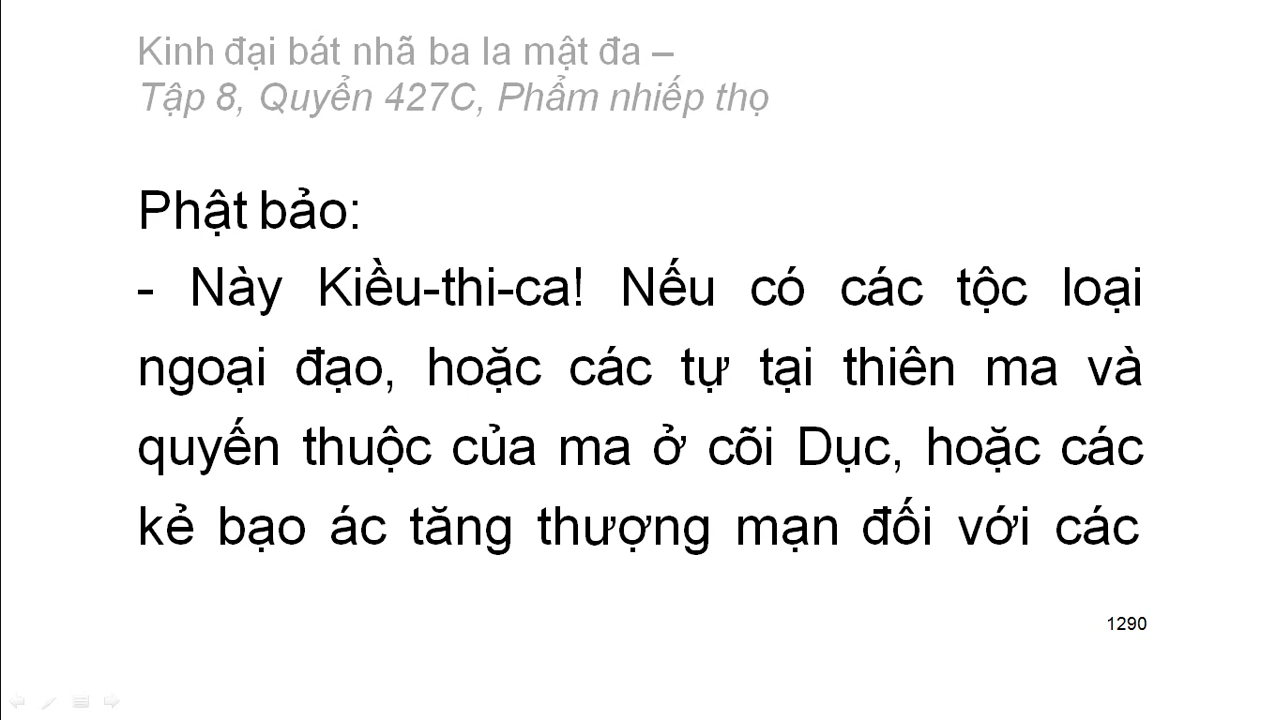 Kinh đại bát nhã ba la mật đa –
Tập 8, Quyển 427C, Phẩm nhiếp thọ
Phật bảo:
- Này Kiều-thi-ca! Nếu có các tộc loại
ngoại đạo, hoặc các tự tại thiên ma và
quyến thuộc của ma ở cõi Dục, hoặc các
kẻ bạo ác tăng thượng mạn đối với các
1290